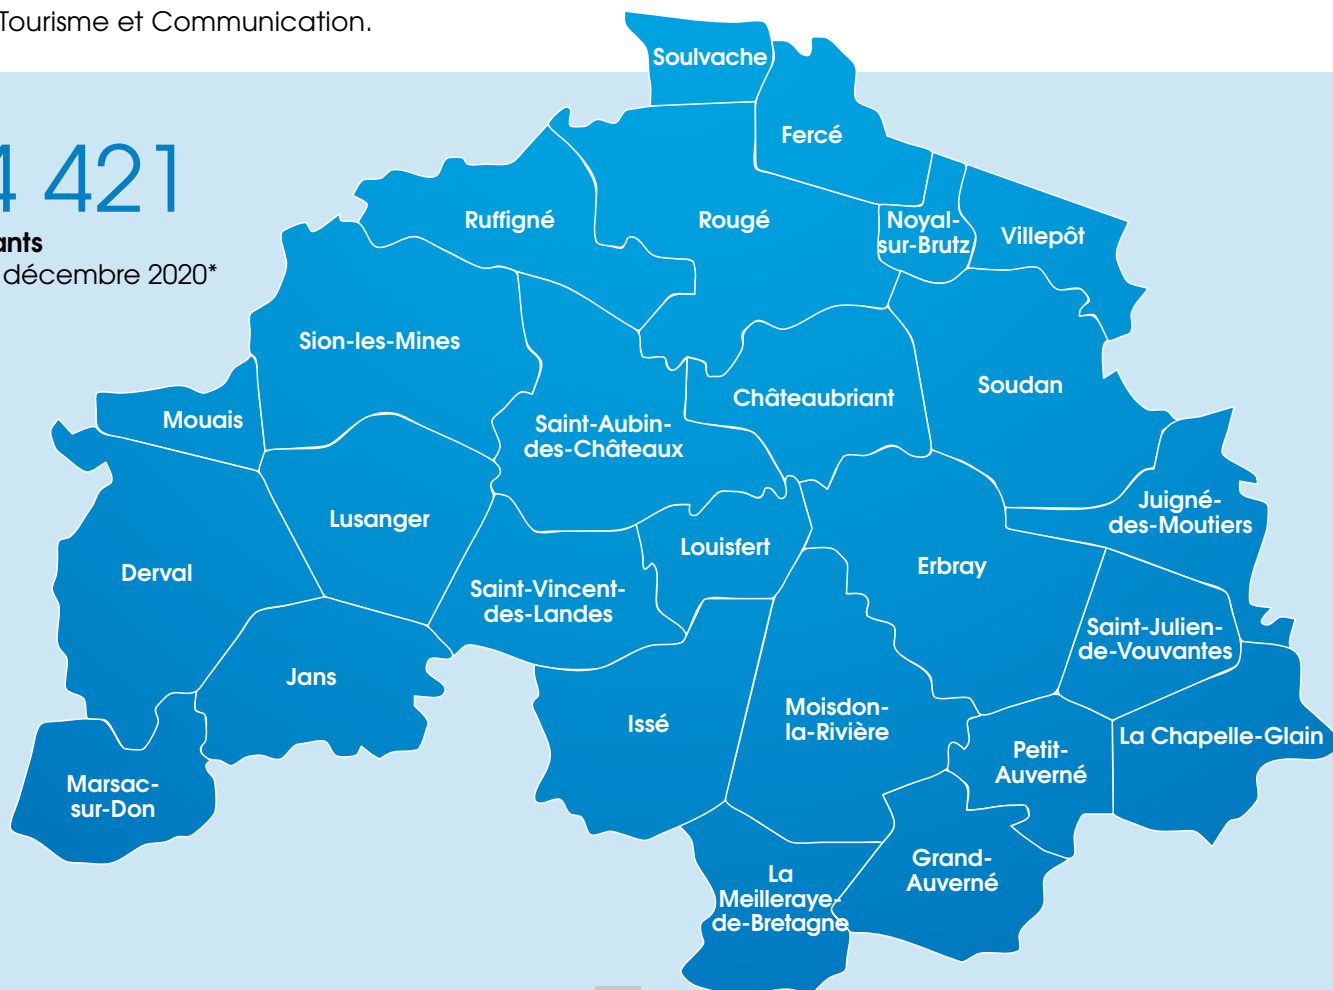 Tourisme et Communication.
4 421
ants
décembre 2020*
Soulvache
Fercé
Ruffigné
Rougé
Noyal-
sur-Brutz
Villepôt
Sion-les-Mines
Soudan
Châteaubriant
Mouais
Saint-Aubin-
des-Châteaux
Juigné-
des-Moutiers
Lusanger
Louisfert
Erbray
Derval
Saint-Vincent-
des-Landes
Saint-Julien-
de-Vouvantes
Jans
Issé
Moisdon-
la-Rivière
La Chapelle-Glain
Petit-
Auverné
Marsac-
sur-Don
Grand-
Auverné
La
Meilleraye-
de-Bretagne